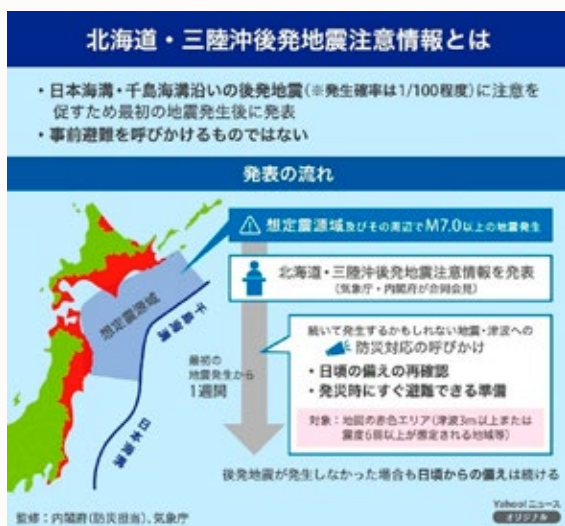 北海道・三陸沖後発地震注意情報とは
・日本海溝・千島海溝沿いの後発地震(※発生確率は1/100程度)に注意を
促すため最初の地震発生後に発表
・事前避難を呼びかけるものではない
発表の流れ
想定震源域及びその周辺でM7.0以上の地震発生
北海道・三陸沖後発地震注意情報を発表
(気象庁・内閣府が合同会見)
想定震源域
千島海溝
日本海溝
最初の
地震発生から
1週間
続いて発生するかもしれない地震・津波への
防災対応の呼びかけ
・日頃の備えの再確認
・発災時にすぐ避難できる準備
対象:地図の赤色エリア(津波3m以上または
震度6弱以上が想定される地域等)
後発地震が発生しなかった場合も日頃からの備えは続ける
監修:内閣府(防災担当)、気象庁
Yahoo!ニュース
オリジナル